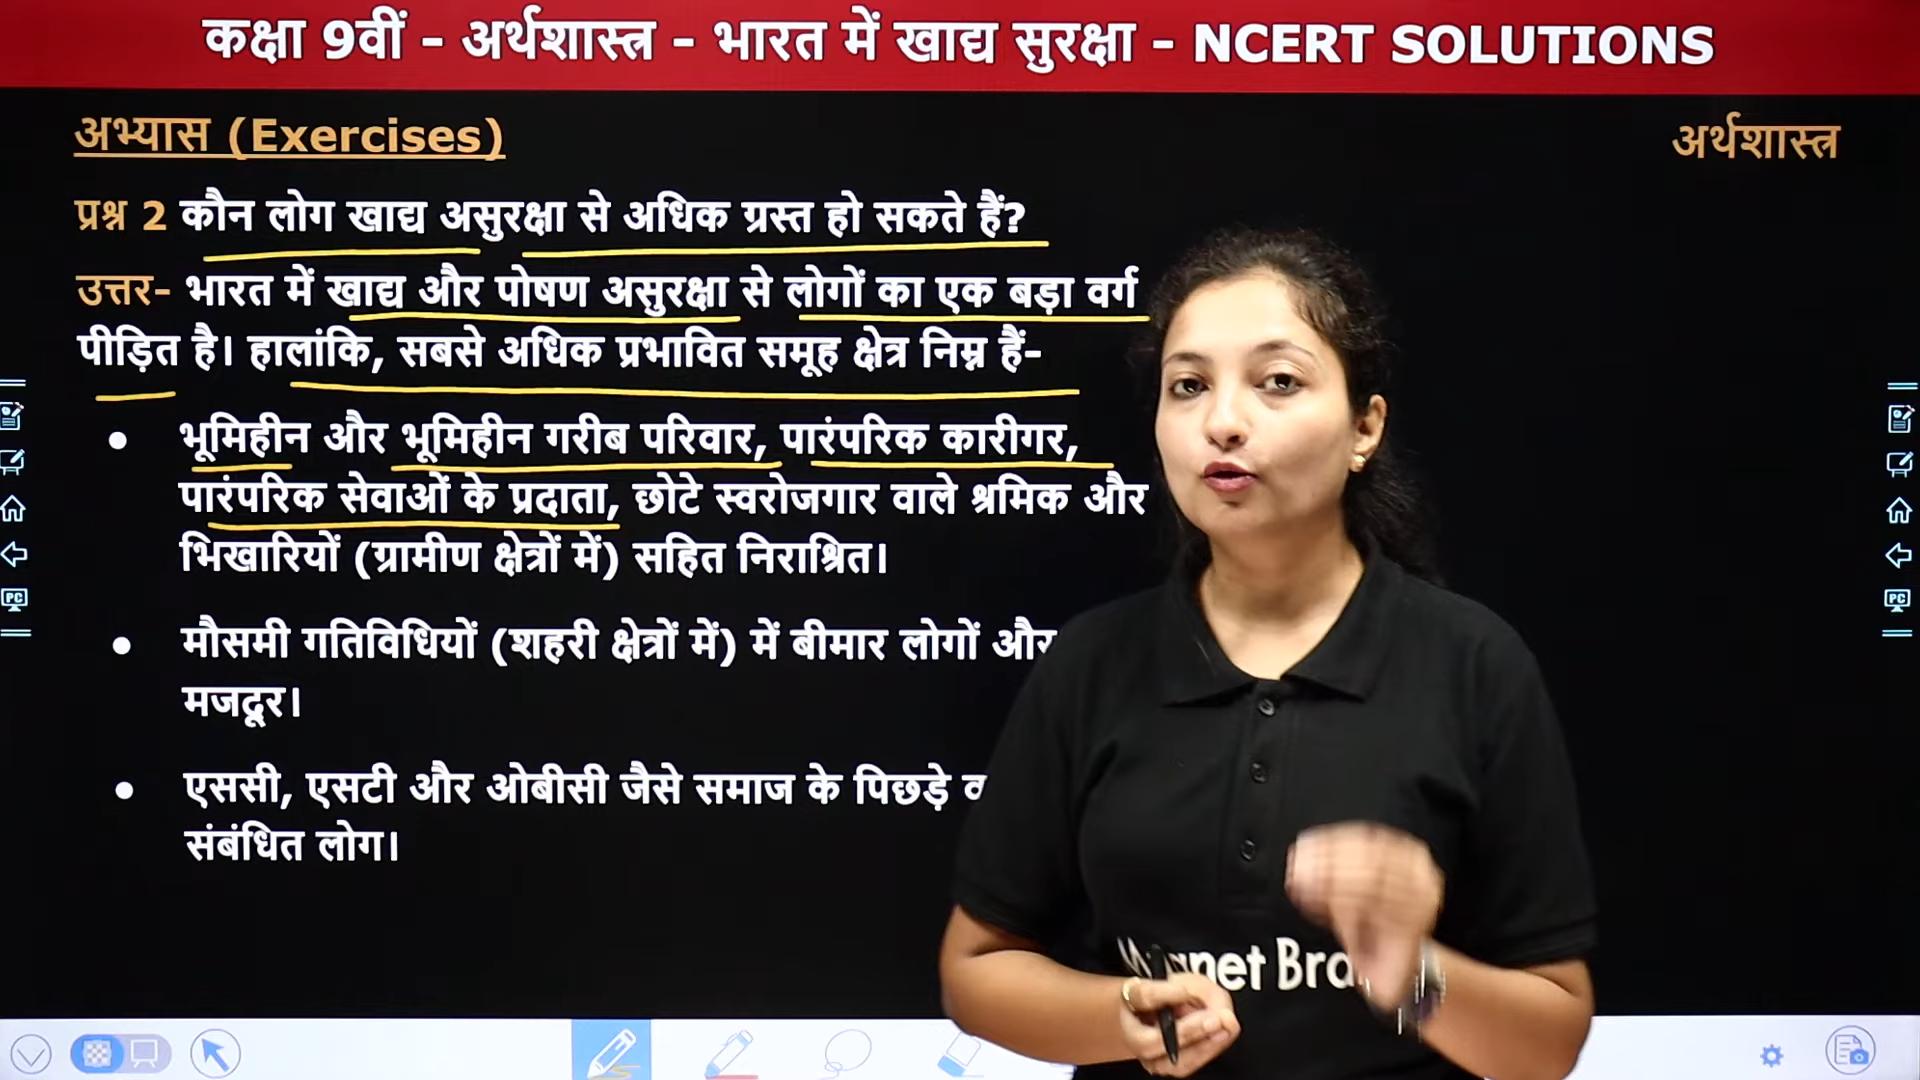 कक्षा 9वीं - अर्थशास्त्र - भारत में खाद्य सुरक्षा - NCERT SOLUTIONS
अभ्यास (Exercises)
अर्थशास्त्र
प्रश्न 2 कौन लोग खाद्य असुरक्षा से अधिक ग्रस्त हो सकते हैं?
उत्तर- भारत में खाद्य और पोषण असुरक्षा से लोगों का एक बड़ा वर्ग
पीड़ित है। हालांकि, सबसे अधिक प्रभावित समूह क्षेत्र निम्न हैं-
• भूमिहीन और भूमिहीन गरीब परिवार, पारंपरिक कारीगर,
पारंपरिक सेवाओं के प्रदाता, छोटे स्वरोजगार वाले श्रमिक और
भिखारियों (ग्रामीण क्षेत्रों में) सहित निराश्रित।
• मौसमी गतिविधियों (शहरी क्षेत्रों में) में बीमार लोगों और
मजदूर।
• एससी, एसटी और ओबीसी जैसे समाज के पिछड़े
संबंधित लोग।
PC
PC